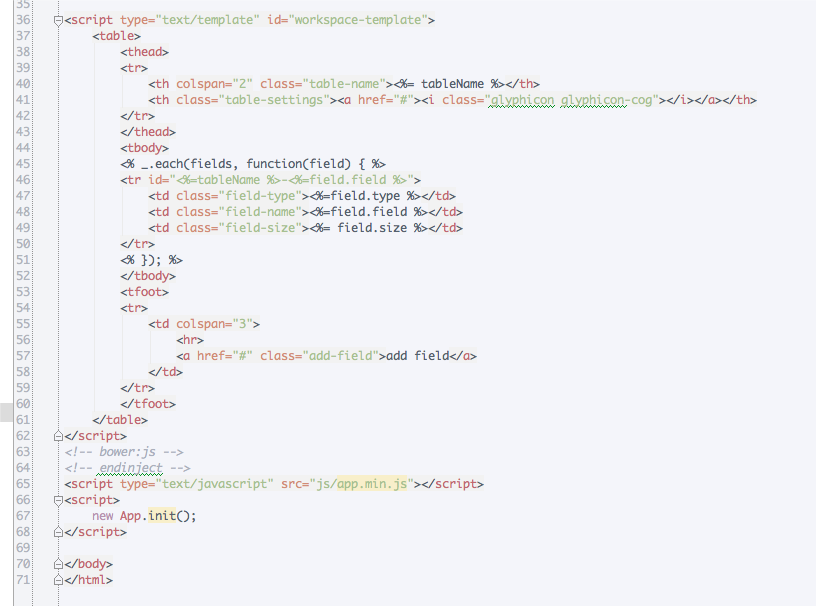 35
36 <script type="text/template" id="workspace-template">
37 <table>
38 <thead>
39 <tr>
40 <th colspan="2" class="table-name"><%= tableName %></th>
41 <th class="table-settings"><a href="#"><i class="glyphicon glyphicon-cog"></i></a></th>
42 </tr>
43 </thead>
44 <tbody>
45 <% _.each(fields, function(field) { %>
46 <tr id="<%=tableName %>-<%=field.field %>">
47 <td class="field-type"><%=field.type %></td>
48 <td class="field-name"><%=field.field %></td>
49 <td class="field-size"><%= field.size %></td>
50 </tr>
51 <% }); %>
52 </tbody>
53 <tfoot>
54 <tr>
55 <td colspan="3">
56 <hr>
57 <a href="#" class="add-field">add field</a>
58 </td>
59 </tr>
60 </tfoot>
61 </table>
62 </script>
63 <!-- bower:js -->
64 <!-- endinject -->
65 <script type="text/javascript" src="js/app.min.js"></script>
66 <script>
67 new App.init();
68 </script>
69
70 </body>
71 </html>